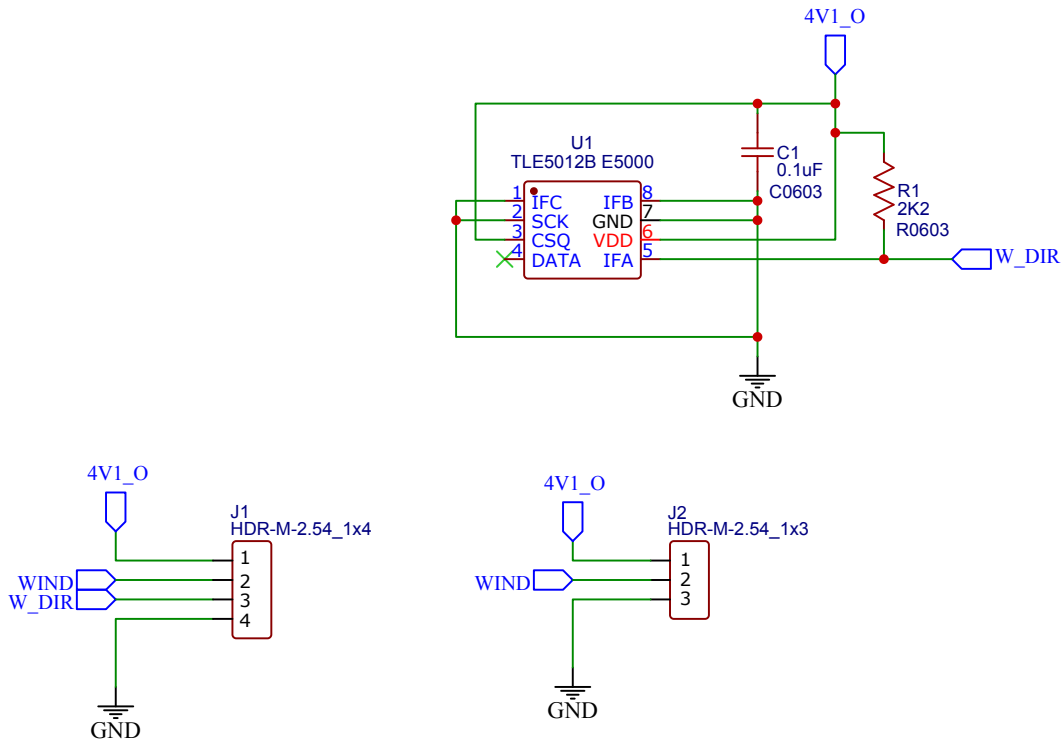 4V1_O
U1
TLE5012B E5000
1 IFC IFB 8
2 SCK GND 7
3 CSQ VDD 6
4 DATA IFA 5
C1
0.1uF
C0603
R1
2K2
R0603
W_DIR
GND
4V1_O
J1
HDR-M-2.54_1x4
1
WIND 2
W_DIR 3
4
GND
4V1_O
J2
HDR-M-2.54_1x3
1
WIND 2
3
GND